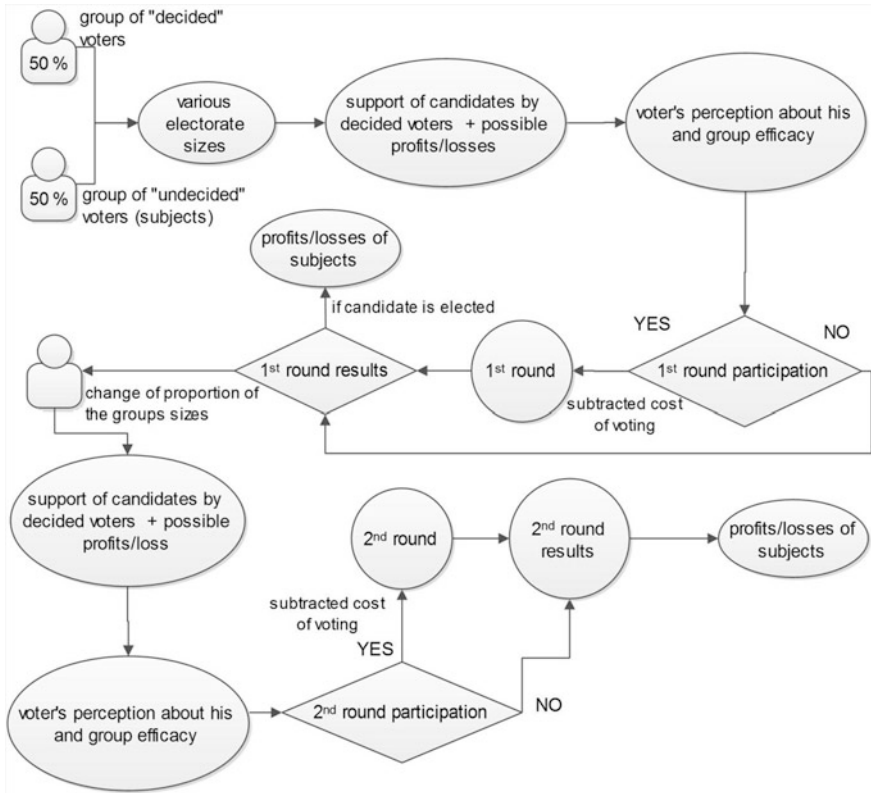 group of "decided"
voters
50 %
various
electorate
sizes
support of candidates by
decided voters + possible
profits/losses
voter's perception about his
and group efficacy
50 %
group of "undecided"
voters (subjects)
profits/losses of
subjects
if candidate is elected
YES
NO
1st round results
1st round
1st round participation
subtracted cost
of voting
change of proportion of
the groups sizes
support of candidates by
decided voters + possible
profits/loss
2nd round
2nd round
results
profits/losses of
subjects
subtracted cost
of voting
YES
voter's perception about his
and group efficacy
2nd round participation
NO